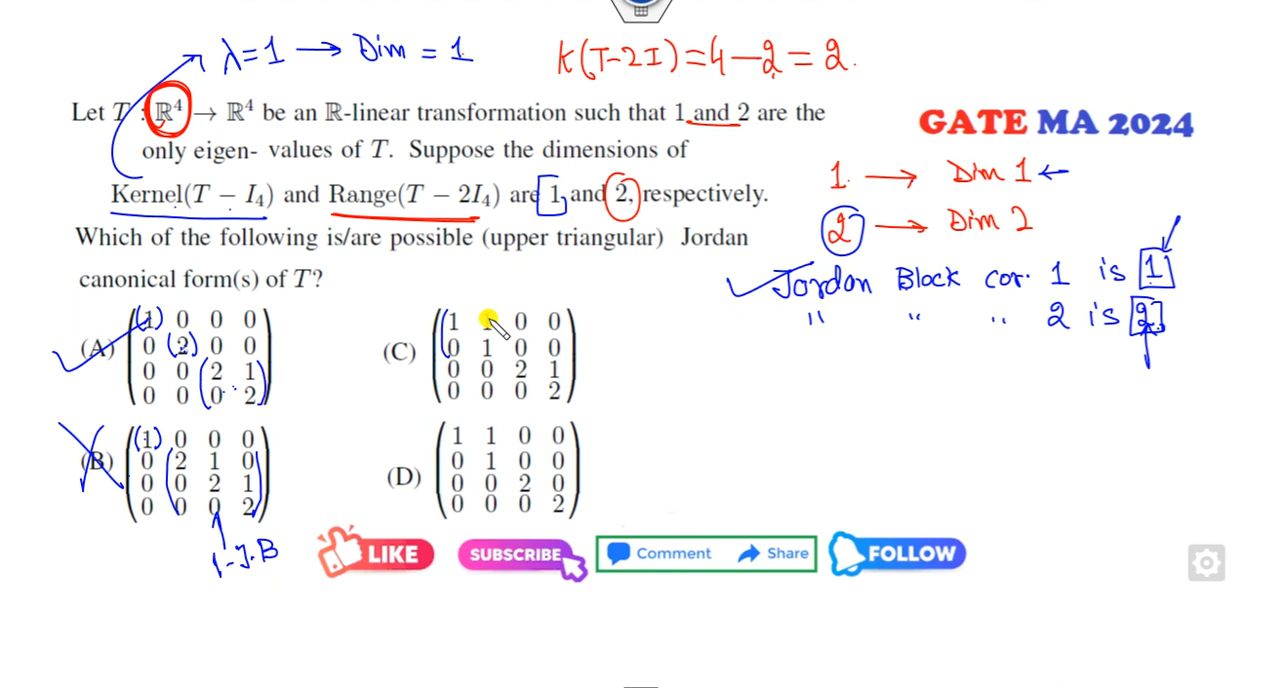 λ=1 → Dim = 1
K(T-2I)=4-2=2.
Let T : ℝ⁴ → ℝ⁴ be an ℝ-linear transformation such that 1 and 2 are the
only eigen- values of T. Suppose the dimensions of
Kernel(T − I₄) and Range(T − 2I₄) are 1, and 2, respectively.
Which of the following is/are possible (upper triangular) Jordan
canonical form(s) of T?
GATE MA 2024
1. → Dim 1 ←
2 → Dim 2
Jordan Block cor. 1 is 1
" " " 2 is 2
(A)
1 0 0 0
0 2 0 0
0 0 2 1
0 0 0 2
(C)
1 1 0 0
0 1 0 0
0 0 2 1
0 0 0 2
(B)
1 0 0 0
0 2 1 0
0 0 2 1
0 0 0 2
(D)
1 1 0 0
0 1 0 0
0 0 2 0
0 0 0 2
1-J.B
LIKE
SUBSCRIBE
Comment
Share
FOLLOW